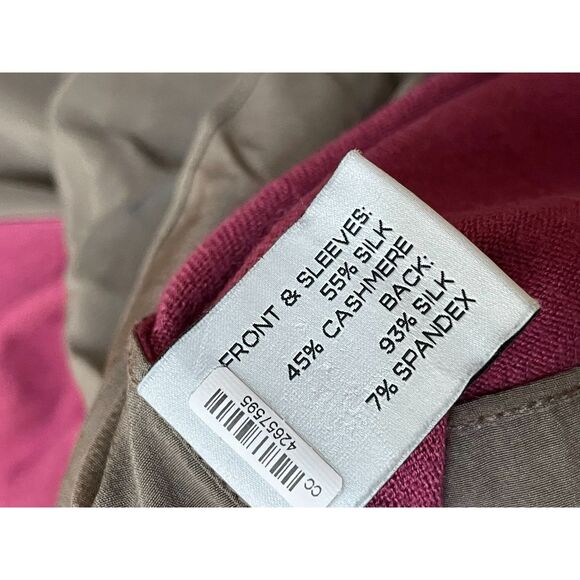 FRONT & SLEEVES:
55% SILK
45% CASHMERE
BACK:
93% SILK
7% SPANDEX
CC
42657595